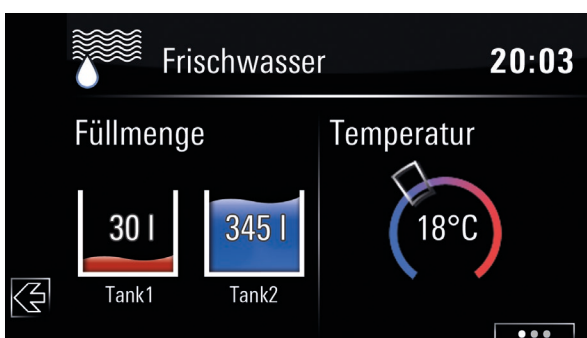 Frischwasser
20:03
Füllmenge
Temperatur
30 l
345 l
18°C
Tank1
Tank2